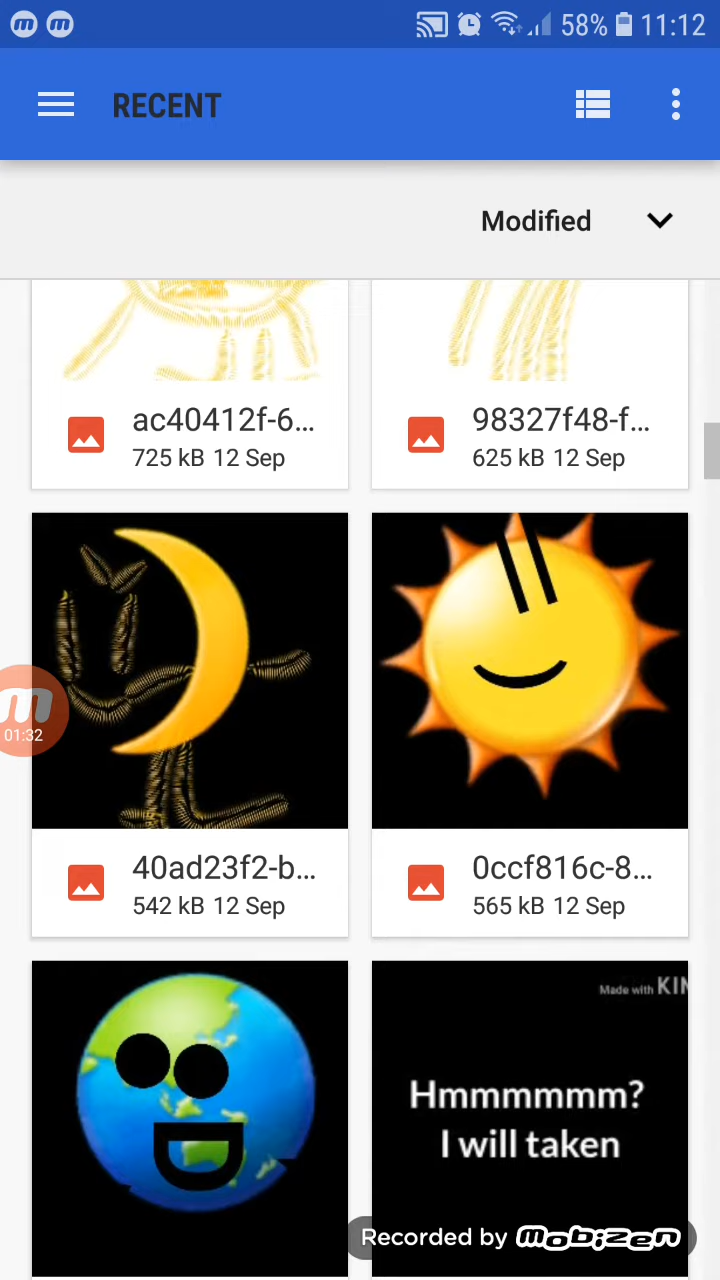 58% 11:12
RECENT
Modified
ac40412f-6... 98327f48-f...
725 kB 12 Sep 625 kB 12 Sep
01:32
40ad23f2-b... 0ccf816c-8...
542 kB 12 Sep 565 kB 12 Sep
Made with KIN
Hmmmmmm?
I will taken
Recorded by mobizen